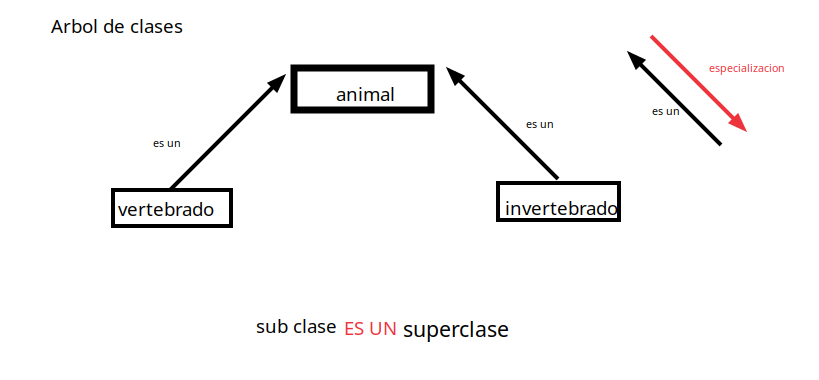 Arbol de clases
especializacion
animal
es un
es un
es un
vertebrado
invertebrado
sub clase ES UN superclase